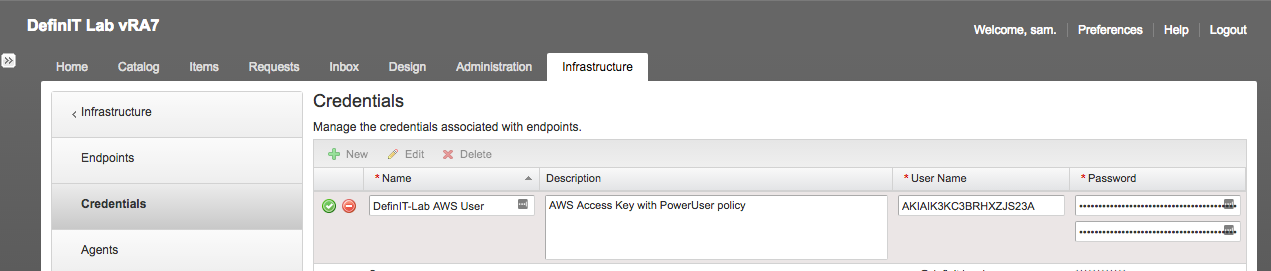 DefinIT Lab vRA7
Welcome, sam. Preferences Help Logout
Home Catalog Items Requests Inbox Design Administration Infrastructure
Infrastructure
Endpoints
Credentials
Agents
Credentials
Manage the credentials associated with endpoints.
New Edit Delete
* Name Description * User Name * Password
DefinIT-Lab AWS User AWS Access Key with PowerUser policy AKIAIK3KC3BRHXZJS23A